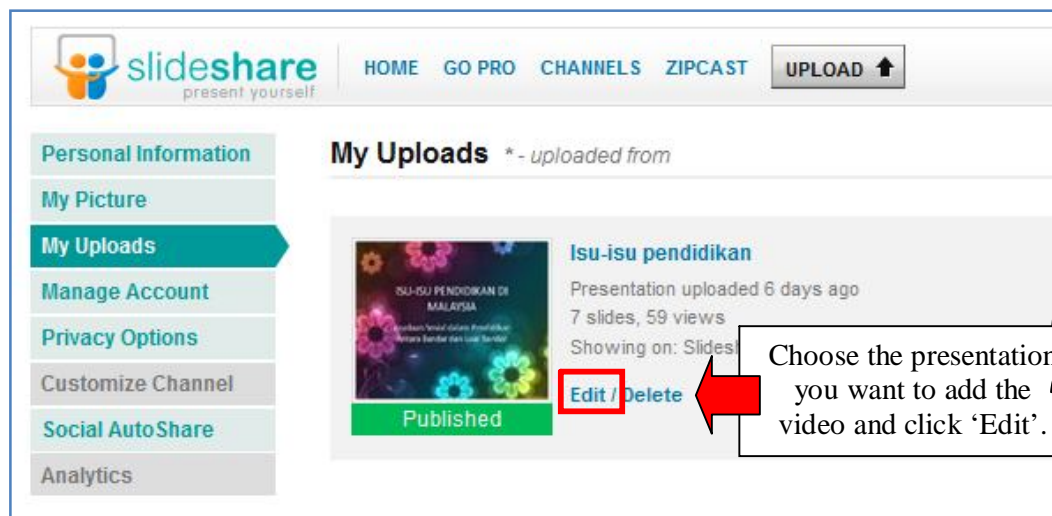 slideshare
present yourself
HOME GO PRO CHANNELS ZIPCAST UPLOAD
Personal Information
My Picture
My Uploads
Manage Account
Privacy Options
Customize Channel
Social AutoShare
Analytics
My Uploads * - uploaded from
ISU-ISU PENDIDIKAN DI
MALAYSIA
Published
Isu-isu pendidikan
Presentation uploaded 6 days ago
7 slides, 59 views
Showing on:
Edit / Delete
Choose the presentation
you want to add the
video and click ‘Edit’.